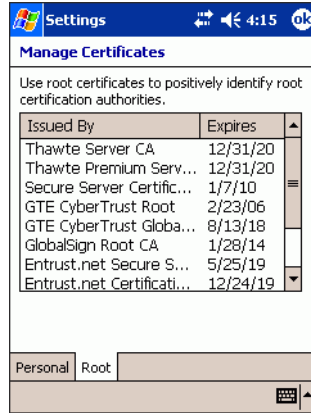 Settings 4:15 ok
Manage Certificates
Use root certificates to positively identify root
certification authorities.
Issued By Expires
Thawte Server CA 12/31/20
Thawte Premium Serv... 12/31/20
Secure Server Certific... 1/7/10
GTE CyberTrust Root 2/23/06
GTE CyberTrust Globa... 8/13/18
GlobalSign Root CA 1/28/14
Entrust.net Secure S... 5/25/19
Entrust.net Certificati... 12/24/19
Personal Root